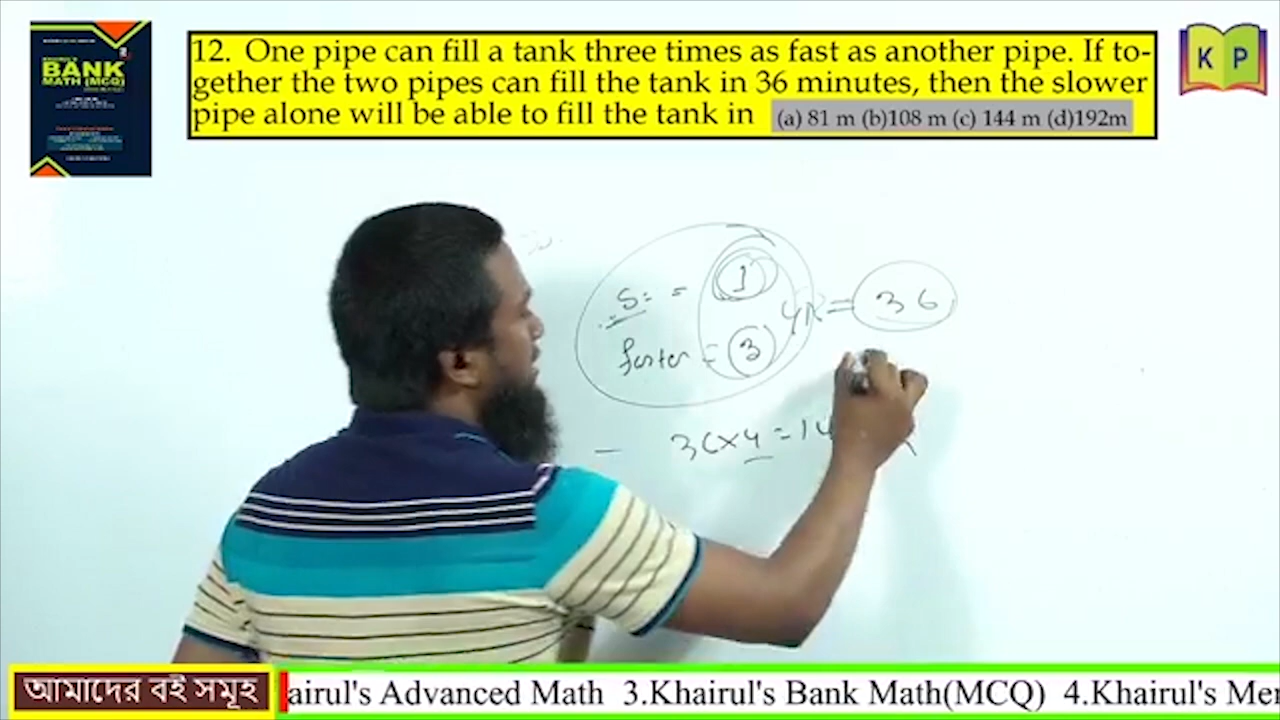 BANK
MATH (MCQ)
12. One pipe can fill a tank three times as fast as another pipe. If to-
gether the two pipes can fill the tank in 36 minutes, then the slower
pipe alone will be able to fill the tank in (a) 81 m (b)108 m (c) 144 m (d)192m
K P
S: = 1
faster = 3
= 36
36×4 = 14
আমাদের বই সমূহ
airul's Advanced Math 3.Khairul's Bank Math(MCQ) 4.Khairul's Me